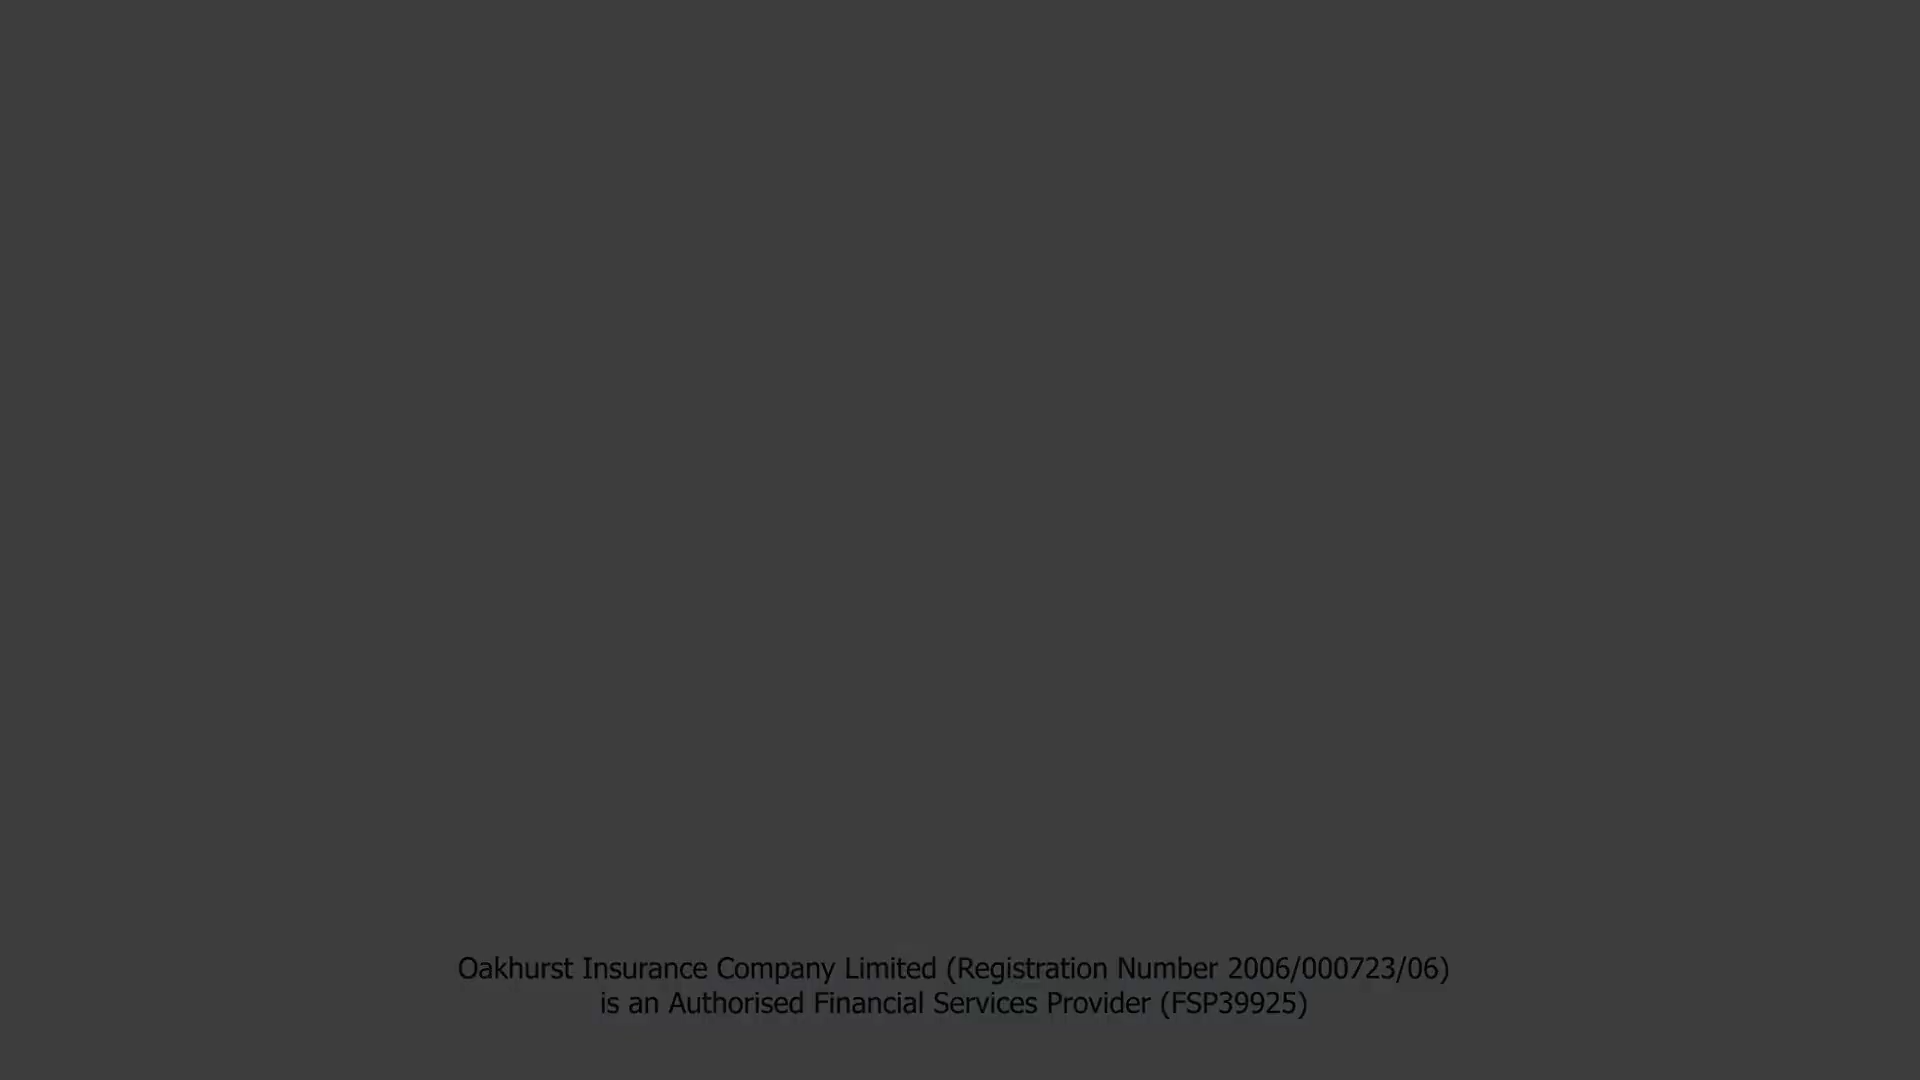 Oakhurst Insurance Company Limited (Registration Number 2006/000723/06)
is an Authorised Financial Services Provider (FSP39925)